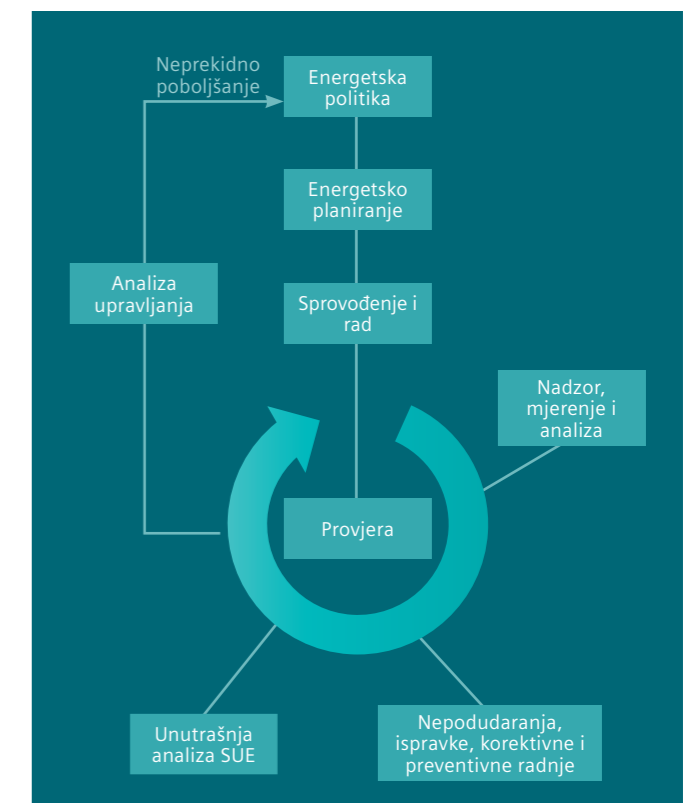 Neprekidno
poboljšanje
Energetska
politika
Energetsko
planiranje
Analiza
upravljanja
Sprovođenje i
rad
Nadzor,
mjerenje i
analiza
Provjera
Unutrašnja
analiza SUE
Nepodudaranja,
ispravke, korektivne i
preventivne radnje